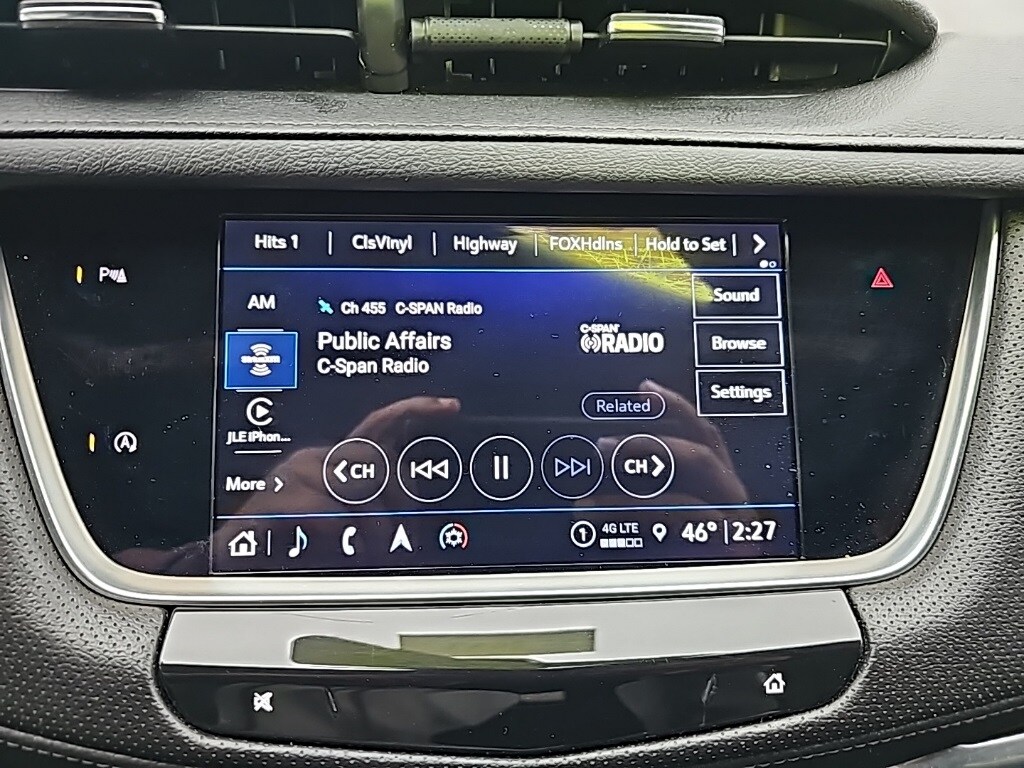 Hits 1 | ClsVinyl | Highway | FOXHdlns | Hold to Set |
AM
Ch 455 C-SPAN Radio
Sound
SiriusXM
Public Affairs
C-Span Radio
C-SPAN
RADIO
Browse
Settings
JLE iPhon...
Related
More
CH
CH
4G LTE
46° | 2:27
P
A